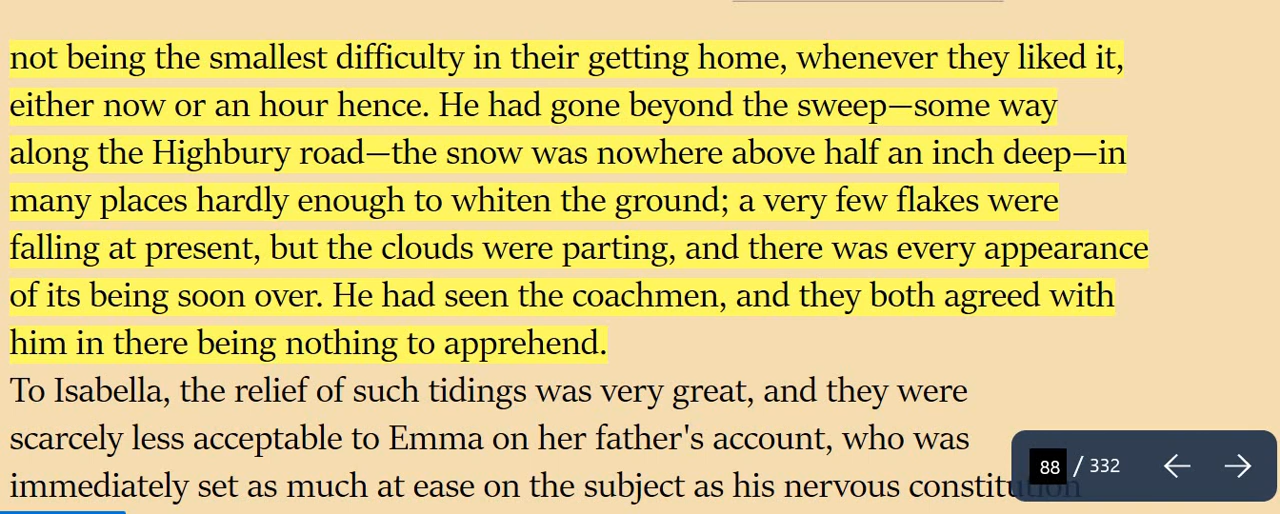 not being the smallest difficulty in their getting home, whenever they liked it,
either now or an hour hence. He had gone beyond the sweep—some way
along the Highbury road—the snow was nowhere above half an inch deep—in
many places hardly enough to whiten the ground; a very few flakes were
falling at present, but the clouds were parting, and there was every appearance
of its being soon over. He had seen the coachmen, and they both agreed with
him in there being nothing to apprehend.
To Isabella, the relief of such tidings was very great, and they were
scarcely less acceptable to Emma on her father's account, who was
immediately set as much at ease on the subject as his nervous constitution
88 / 332